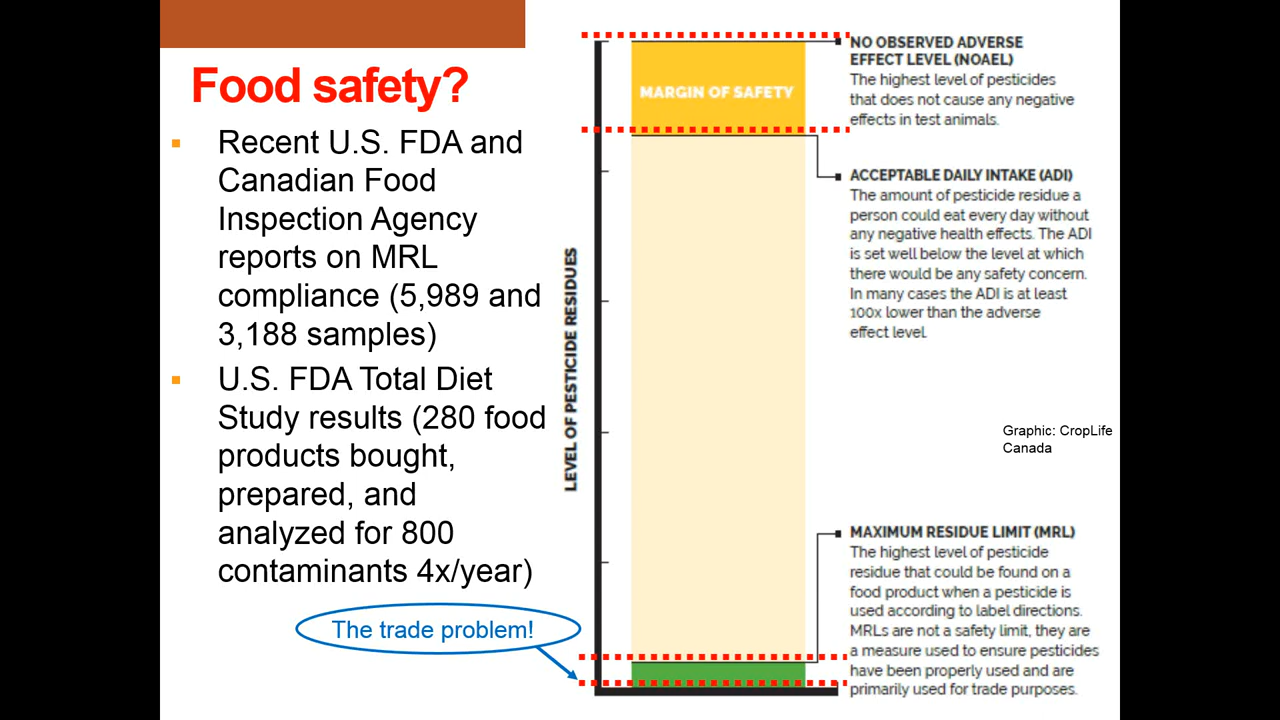 Food safety?
Recent U.S. FDA and
Canadian Food
Inspection Agency
reports on MRL
compliance (5,989 and
3,188 samples)
U.S. FDA Total Diet
Study results (280 food
products bought,
prepared, and
analyzed for 800
contaminants 4x/year)
The trade problem!
LEVEL OF PESTICIDE RESIDUES
MARGIN OF SAFETY
NO OBSERVED ADVERSE
EFFECT LEVEL (NOAEL)
The highest level of pesticides
that does not cause any negative
effects in test animals.
ACCEPTABLE DAILY INTAKE (ADI)
The amount of pesticide residue a
person could eat every day without
any negative health effects. The ADI
is set well below the level at which
there would be any safety concern.
In many cases the ADI is at least
100x lower than the adverse
effect level.
Graphic: CropLife
Canada
MAXIMUM RESIDUE LIMIT (MRL)
The highest level of pesticide
residue that could be found on a
food product when a pesticide is
used according to label directions.
MRLs are not a safety limit, they are
a measure used to ensure pesticides
have been properly used and are
primarily used for trade purposes.